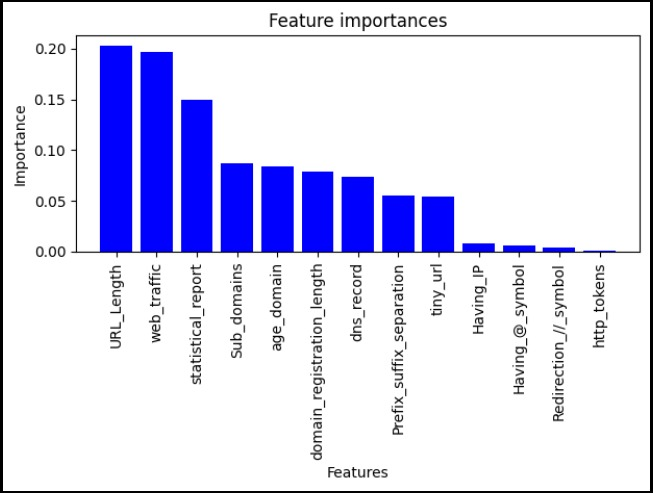 Feature importances
Importance
0.20
0.15
0.10
0.05
0.00
URL_Length
web_traffic
statistical_report
Sub_domains
age_domain
domain_registration_length
dns_record
Prefix_suffix_separation
tiny_url
Having_IP
Having_@_symbol
Redirection_//_symbol
http_tokens
Features